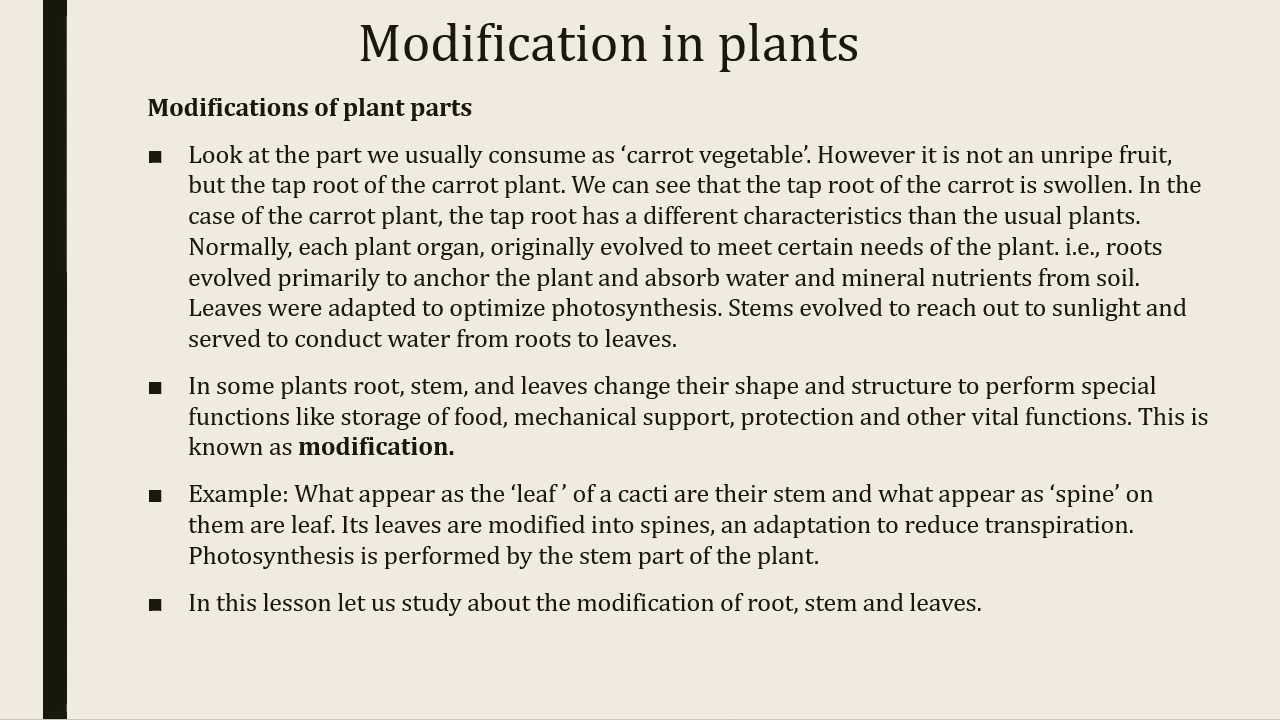 Modification in plants
Modifications of plant parts
■ Look at the part we usually consume as ‘carrot vegetable’. However it is not an unripe fruit,
but the tap root of the carrot plant. We can see that the tap root of the carrot is swollen. In the
case of the carrot plant, the tap root has a different characteristics than the usual plants.
Normally, each plant organ, originally evolved to meet certain needs of the plant. i.e., roots
evolved primarily to anchor the plant and absorb water and mineral nutrients from soil.
Leaves were adapted to optimize photosynthesis. Stems evolved to reach out to sunlight and
served to conduct water from roots to leaves.
■ In some plants root, stem, and leaves change their shape and structure to perform special
functions like storage of food, mechanical support, protection and other vital functions. This is
known as modification.
■ Example: What appear as the ‘leaf ’ of a cacti are their stem and what appear as ‘spine’ on
them are leaf. Its leaves are modified into spines, an adaptation to reduce transpiration.
Photosynthesis is performed by the stem part of the plant.
■ In this lesson let us study about the modification of root, stem and leaves.